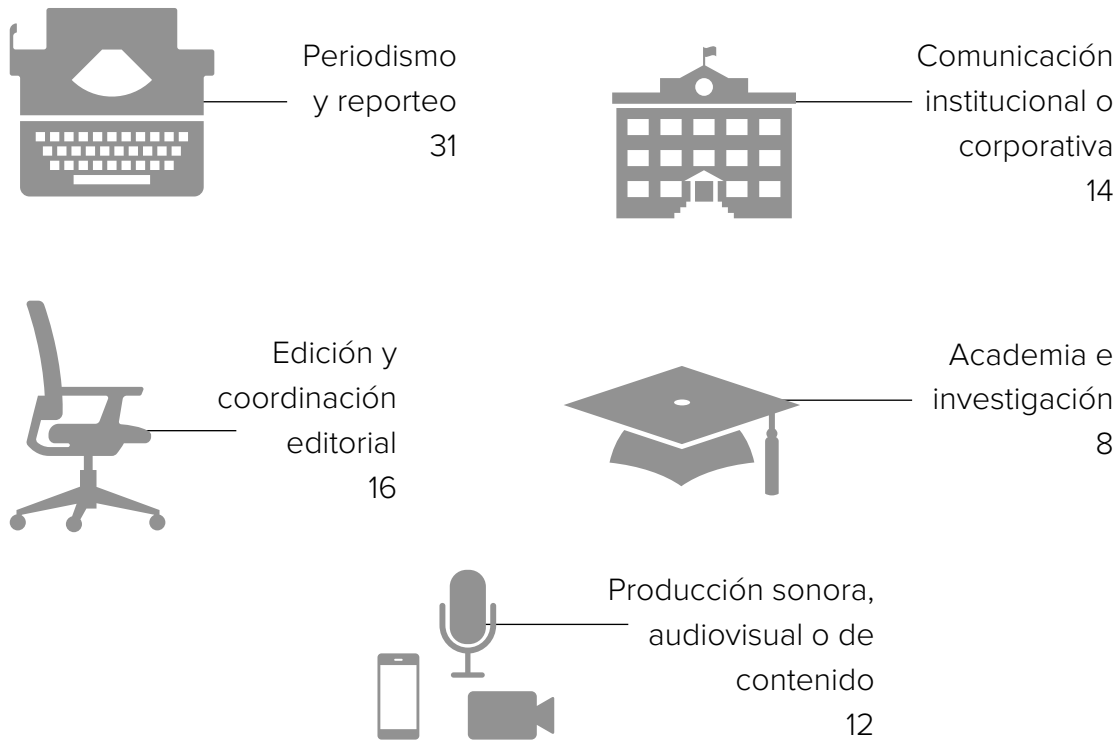 Periodismo
y reporteo
31
Comunicación
institucional o
corporativa
14
Edición y
coordinación
editorial
16
Academia e
investigación
8
Producción sonora,
audiovisual o de
contenido
12